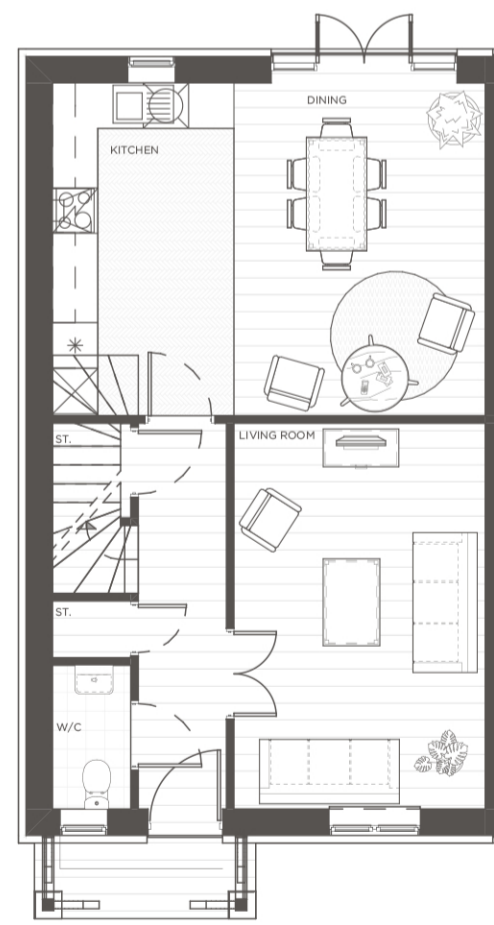 DINING
KITCHEN
ST.
LIVING ROOM
ST.
W/C